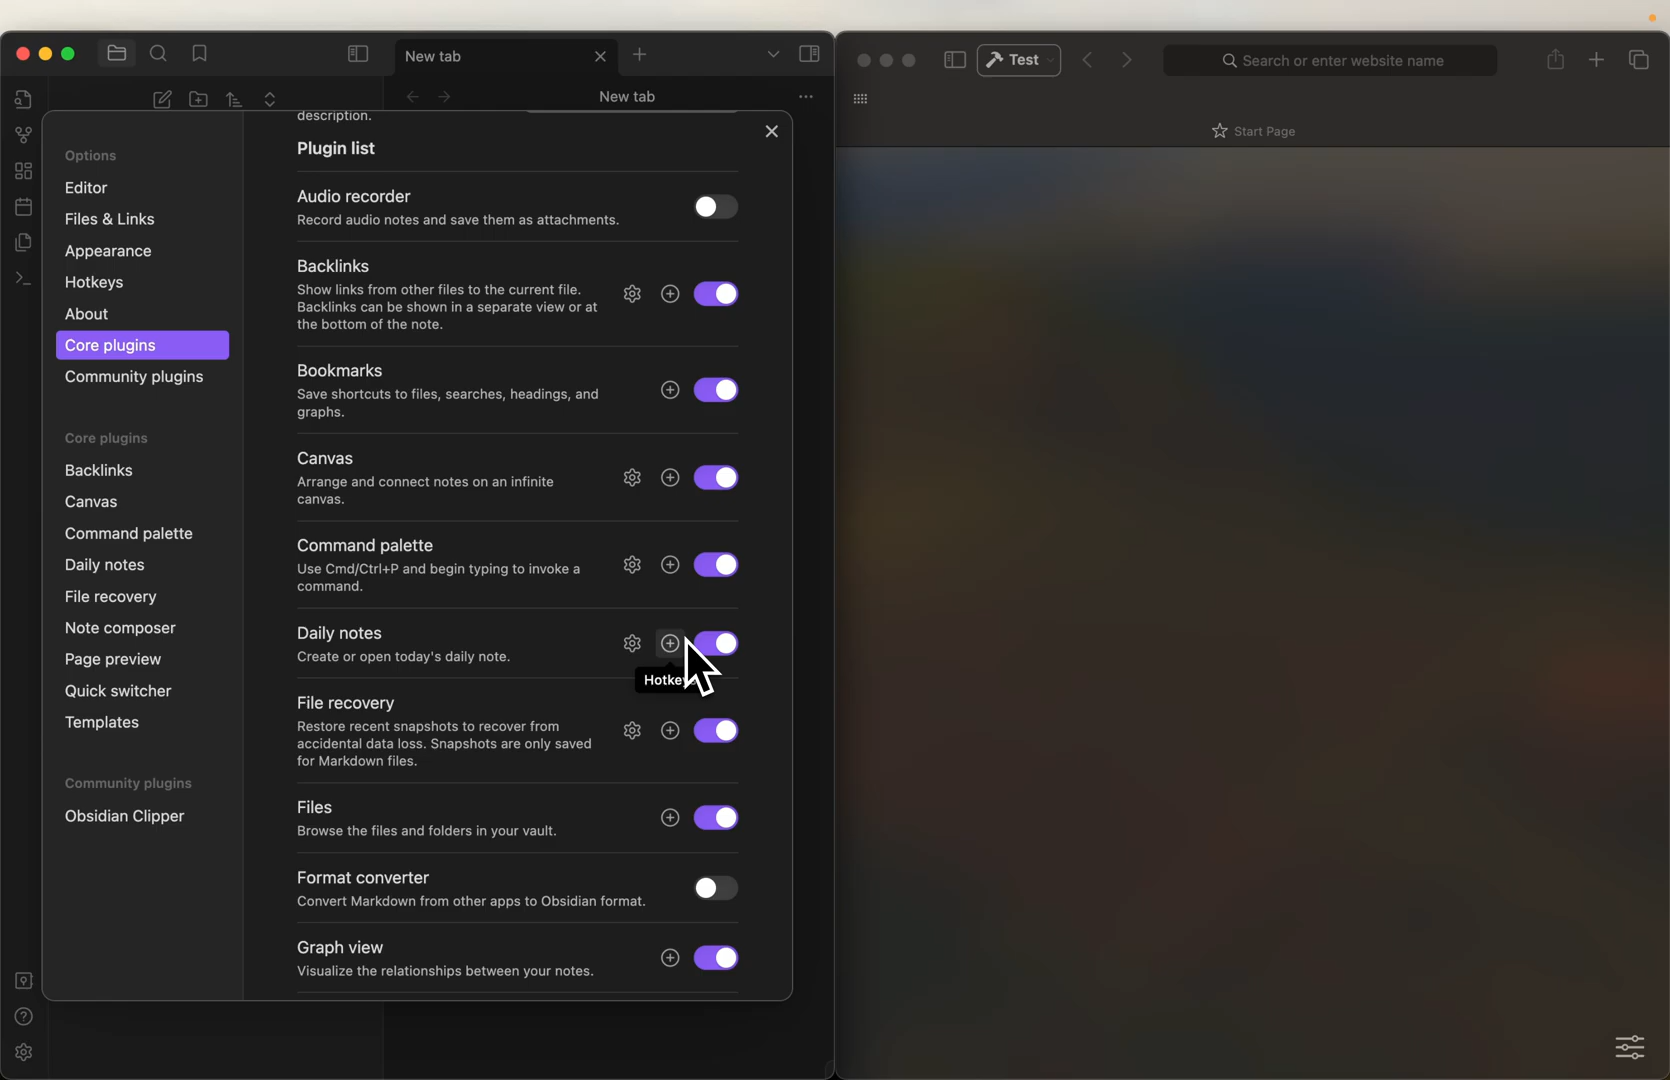 New tab
Test
Search or enter website name
New tab
Start Page
description.
Options
Editor
Files & Links
Appearance
Hotkeys
About
Core plugins
Community plugins
Core plugins
Backlinks
Canvas
Command palette
Daily notes
File recovery
Note composer
Page preview
Quick switcher
Templates
Community plugins
Obsidian Clipper
Plugin list
Audio recorder
Record audio notes and save them as attachments.
Backlinks
Show links from other files to the current file.
Backlinks can be shown in a separate view or at
the bottom of the note.
Bookmarks
Save shortcuts to files, searches, headings, and
graphs.
Canvas
Arrange and connect notes on an infinite
canvas.
Command palette
Use Cmd/Ctrl+P and begin typing to invoke a
command.
Daily notes
Create or open today's daily note.
File recovery
Restore recent snapshots to recover from
accidental data loss. Snapshots are only saved
for Markdown files.
Files
Browse the files and folders in your vault.
Format converter
Convert Markdown from other apps to Obsidian format.
Graph view
Visualize the relationships between your notes.